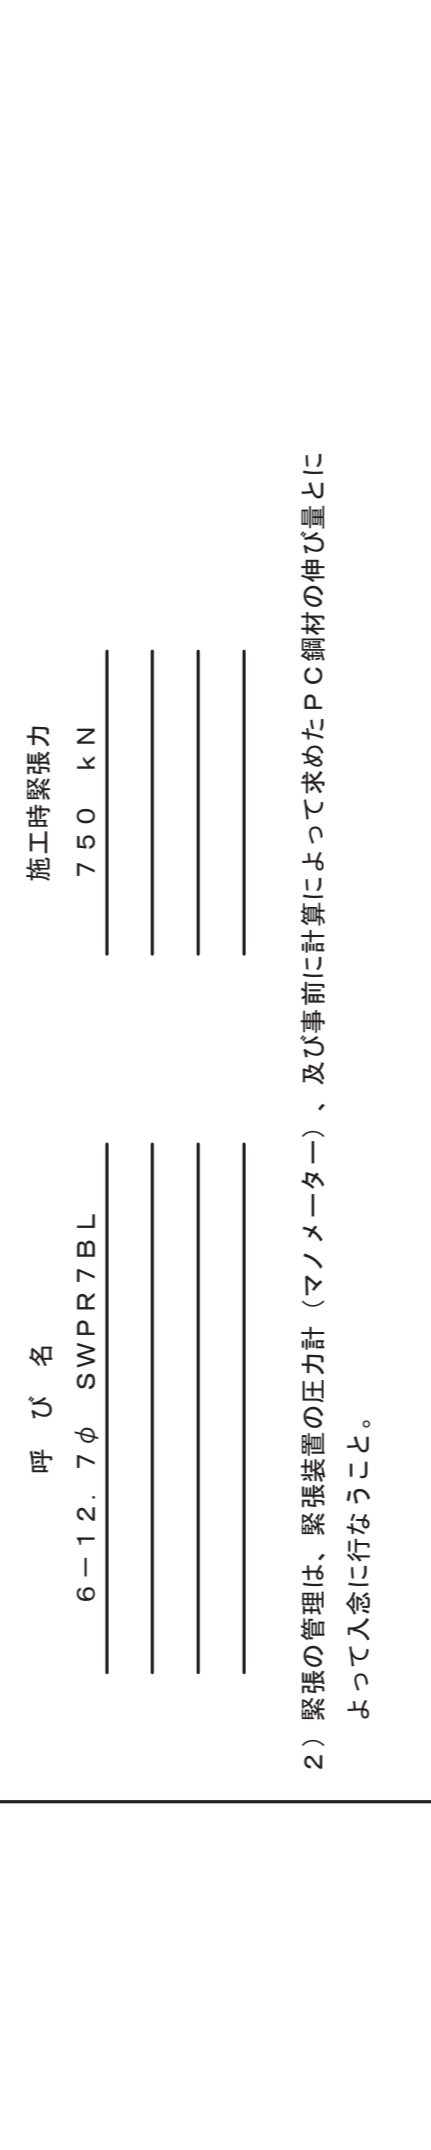 呼び名 施工時緊張力
6－12.7φ SWPR7BL 750 kN
2）緊張の管理は、緊張装置の圧力計（マノメーター）、及び事前に計算によって求めたPC鋼材の伸び量とに
よって入念に行なうこと。